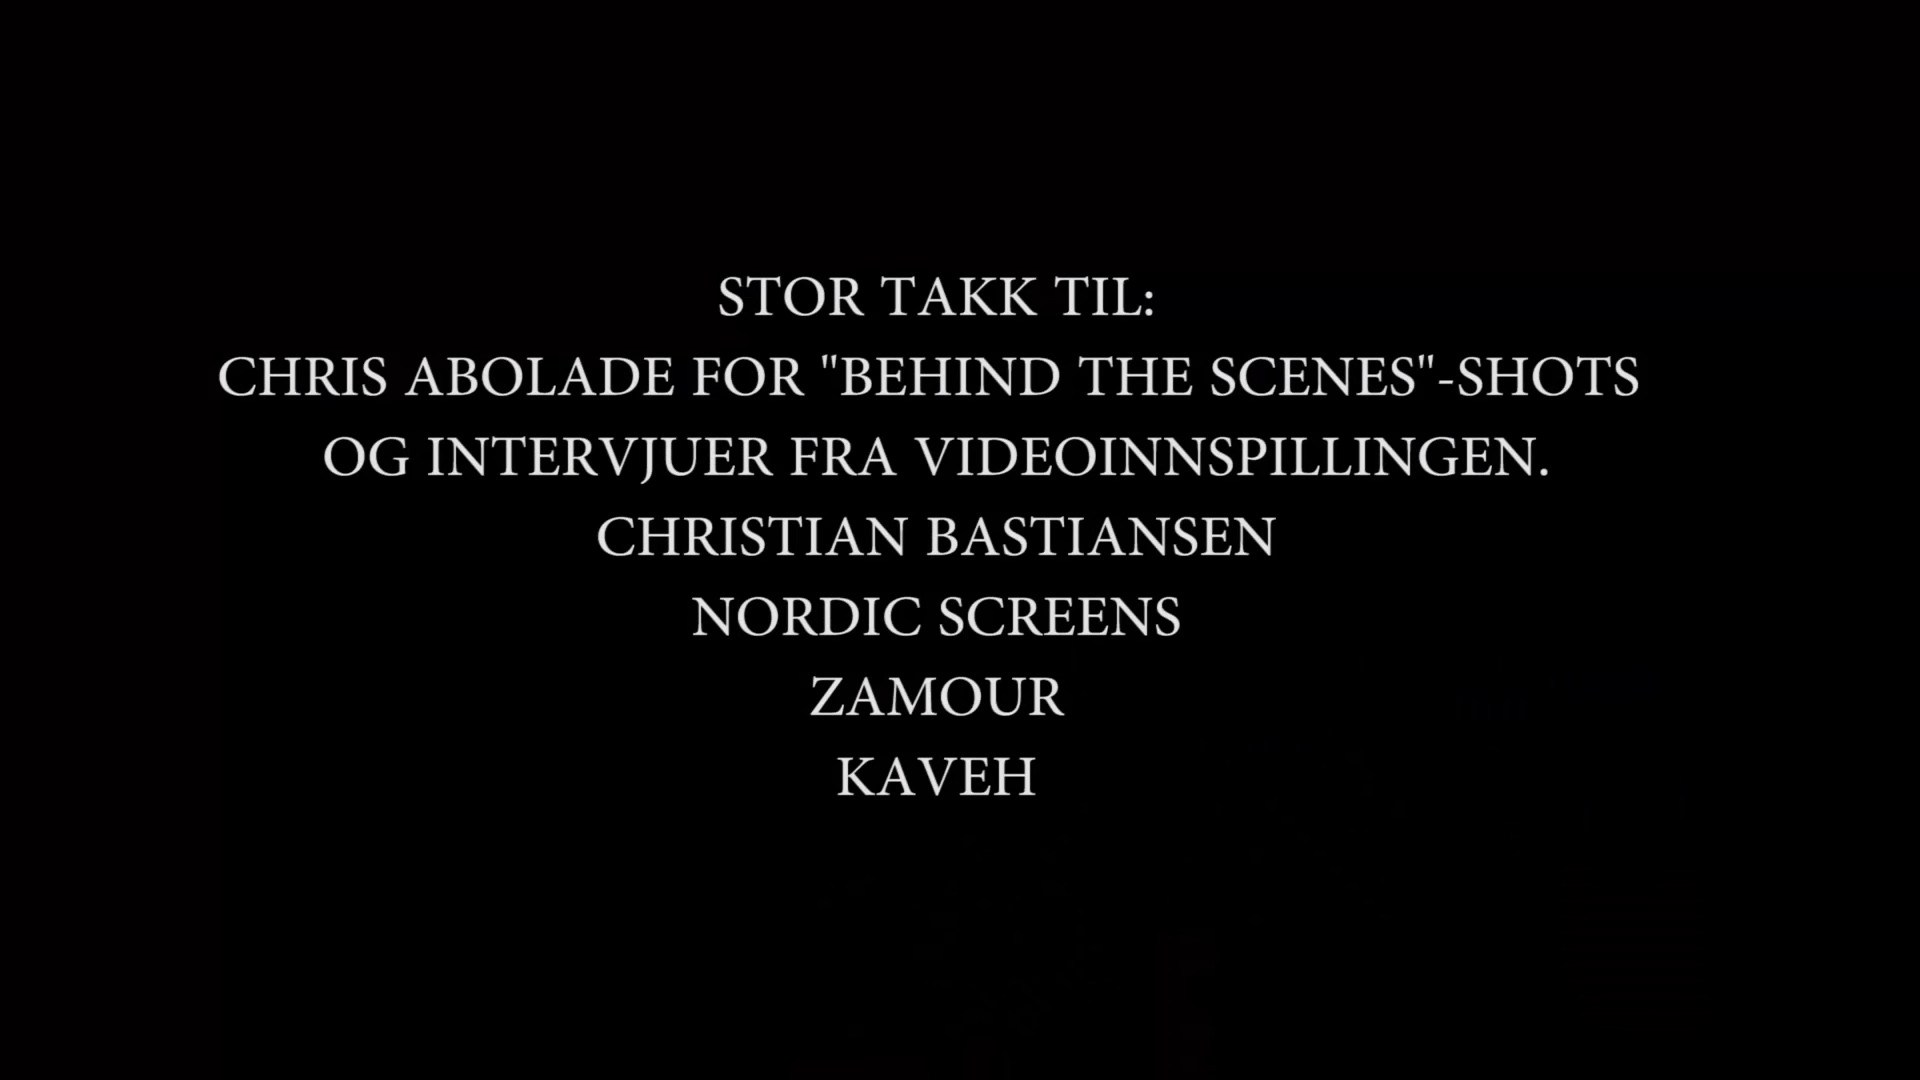 STOR TAKK TIL:
CHRIS ABOLADE FOR "BEHIND THE SCENES"-SHOTS
OG INTERVJUER FRA VIDEOINNSPILLINGEN.
CHRISTIAN BASTIANSEN
NORDIC SCREENS
ZAMOUR
KAVEH